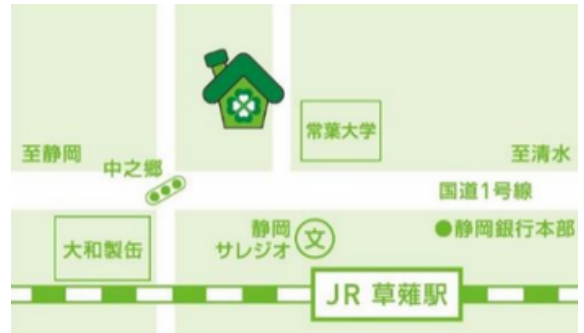 常葉大学
至静岡
至清水
中之郷
国道1号線
静岡
サレジオ
文
●静岡銀行本部
大和製缶
JR 草薙駅